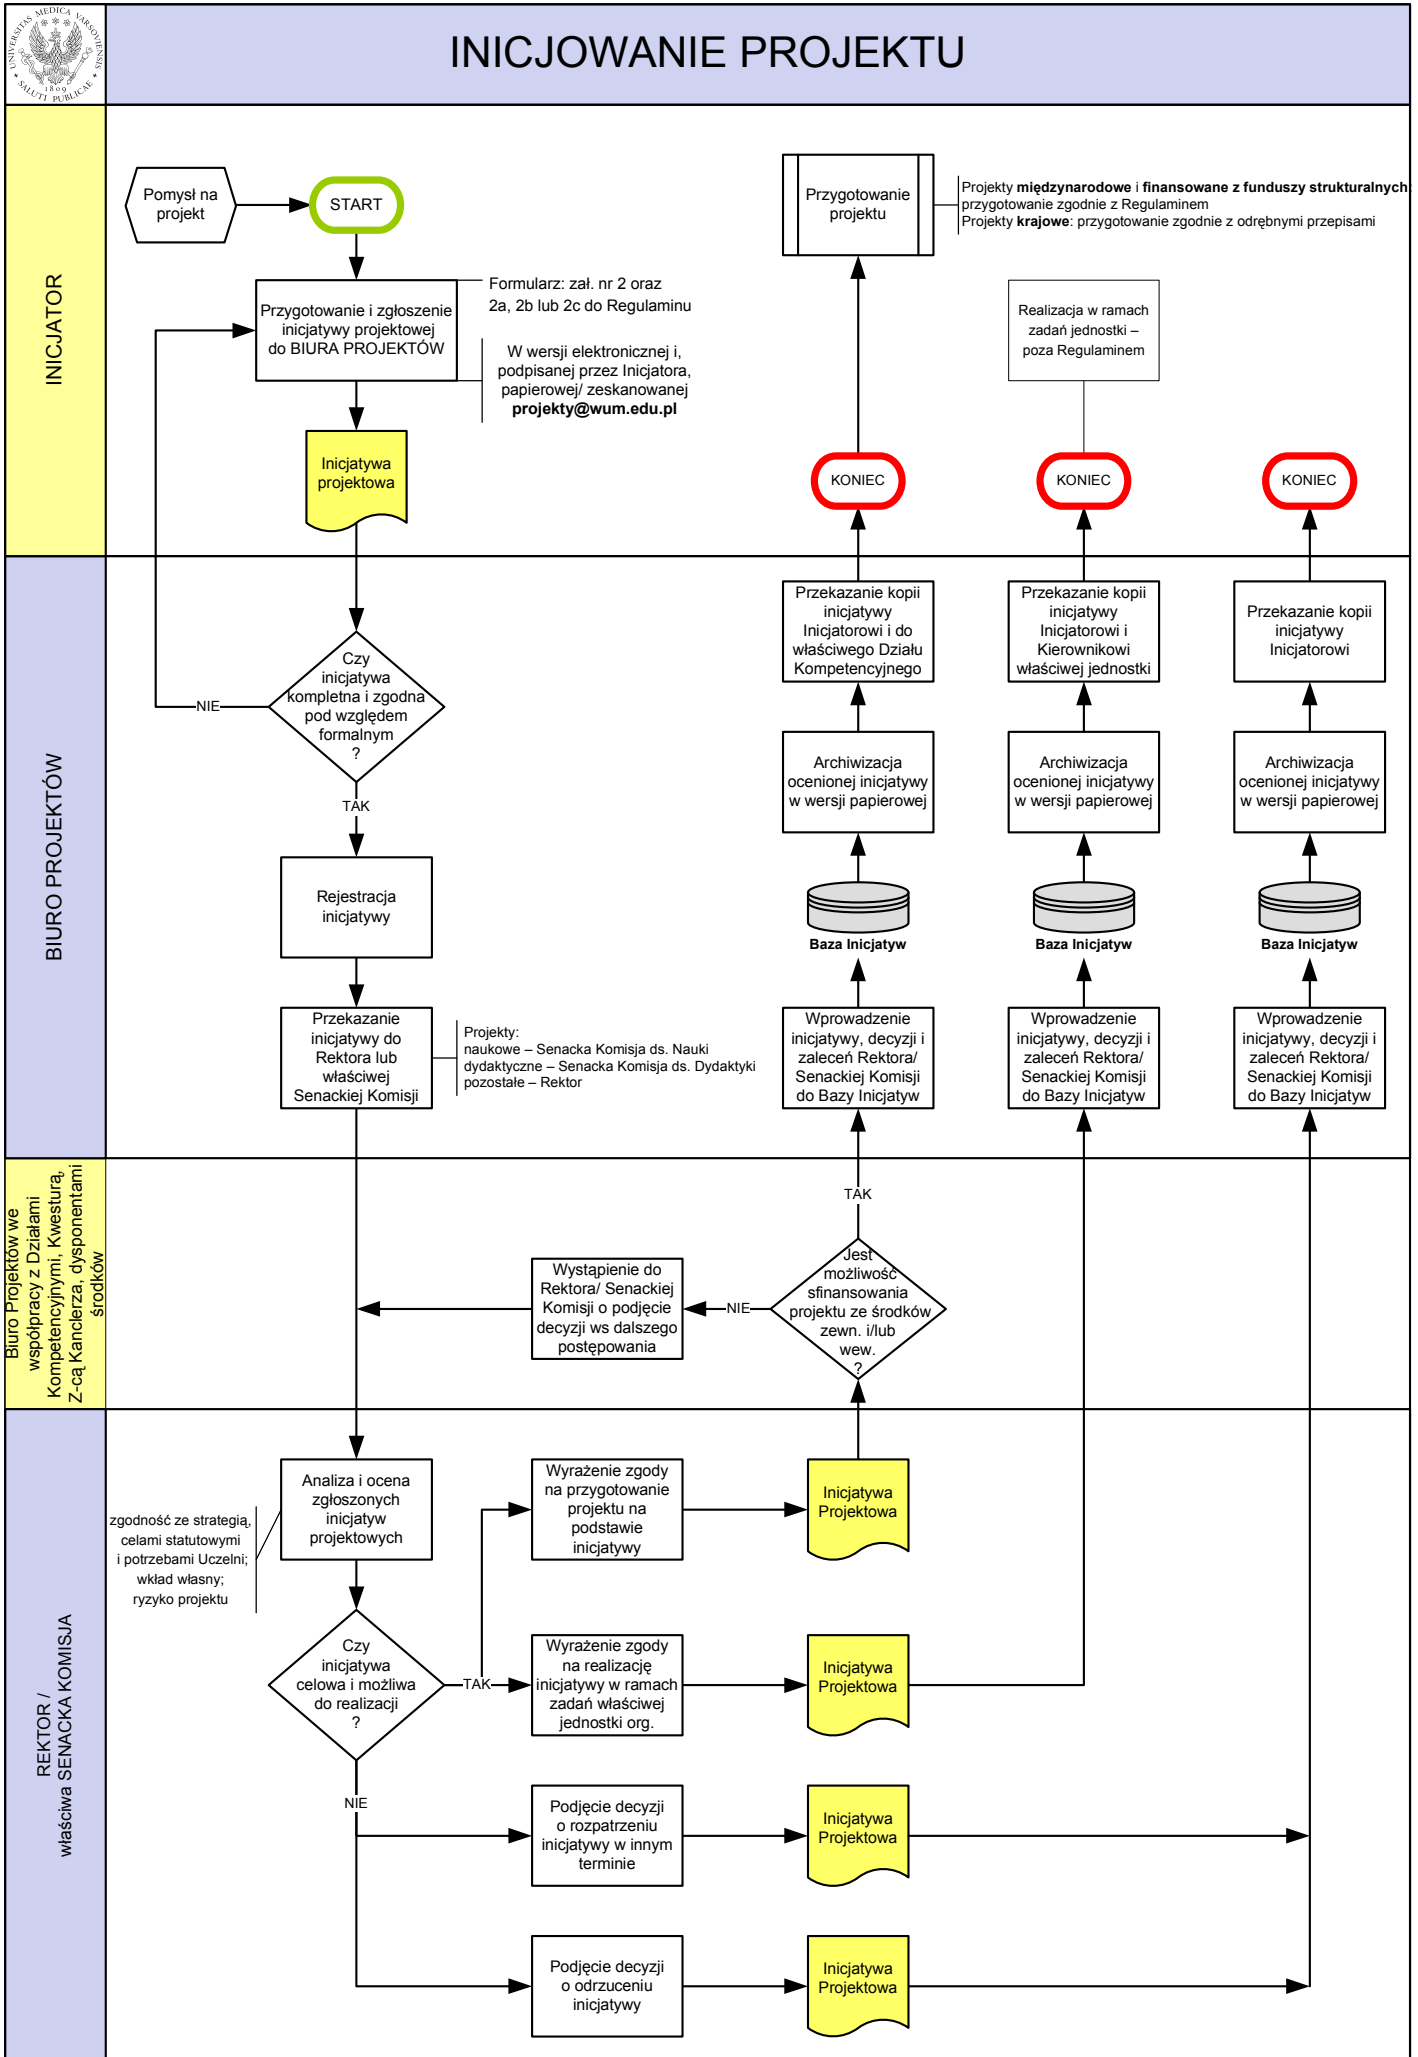 UNIVERSITAS MEDICA VARSOVIENSIS
SALUTI PUBLICAE
1809
INICJOWANIE PROJEKTU
INICJATOR
Pomysł na
projekt
START
Przygotowanie i zgłoszenie
inicjatywy projektowej
do BIURA PROJEKTÓW
Formularz: zał. nr 2 oraz
2a, 2b lub 2c do Regulaminu
W wersji elektronicznej i,
podpisanej przez Inicjatora,
papierowej/ zeskanowanej
projekty@wum.edu.pl
Inicjatywa
projektowa
Przygotowanie
projektu
Projekty międzynarodowe i finansowane z funduszy strukturalnych:
przygotowanie zgodnie z Regulaminem
Projekty krajowe: przygotowanie zgodnie z odrębnymi przepisami
Realizacja w ramach
zadań jednostki –
poza Regulaminem
KONIEC
KONIEC
KONIEC
BIURO PROJEKTÓW
Czy
inicjatywa
kompletna i zgodna
pod względem
formalnym
?
NIE
TAK
Rejestracja
inicjatywy
Przekazanie
inicjatywy do
Rektora lub
właściwej
Senackiej Komisji
Projekty:
naukowe – Senacka Komisja ds. Nauki
dydaktyczne – Senacka Komisja ds. Dydaktyki
pozostałe – Rektor
Przekazanie kopii
inicjatywy
Inicjatorowi i do
właściwego Działu
Kompetencyjnego
Przekazanie kopii
inicjatywy
Inicjatorowi i
Kierownikowi
właściwej jednostki
Przekazanie kopii
inicjatywy
Inicjatorowi
Archiwizacja
ocenionej inicjatywy
w wersji papierowej
Archiwizacja
ocenionej inicjatywy
w wersji papierowej
Archiwizacja
ocenionej inicjatywy
w wersji papierowej
Baza Inicjatyw
Baza Inicjatyw
Baza Inicjatyw
Wprowadzenie
inicjatywy, decyzji i
zaleceń Rektora/
Senackiej Komisji
do Bazy Inicjatyw
Wprowadzenie
inicjatywy, decyzji i
zaleceń Rektora/
Senackiej Komisji
do Bazy Inicjatyw
Wprowadzenie
inicjatywy, decyzji i
zaleceń Rektora/
Senackiej Komisji
do Bazy Inicjatyw
Biuro Projektów we
współpracy z Działami
Kompetencyjnymi, Kwesturą,
Z-cą Kanclerza, dysponentami
środków
TAK
Jest
możliwość
sfinansowania
projektu ze środków
zewn. i/lub
wew.
?
NIE
Wystąpienie do
Rektora/ Senackiej
Komisji o podjęcie
decyzji ws dalszego
postępowania
REKTOR /
właściwa SENACKA KOMISJA
Analiza i ocena
zgłoszonych
inicjatyw
projektowych
zgodność ze strategią,
celami statutowymi
i potrzebami Uczelni;
wkład własny;
ryzyko projektu
Czy
inicjatywa
celowa i możliwa
do realizacji
?
TAK
NIE
Wyrażenie zgody
na przygotowanie
projektu na
podstawie
inicjatywy
Inicjatywa
Projektowa
Wyrażenie zgody
na realizację
inicjatywy w ramach
zadań właściwej
jednostki org.
Inicjatywa
Projektowa
Podjęcie decyzji
o rozpatrzeniu
inicjatywy w innym
terminie
Inicjatywa
Projektowa
Podjęcie decyzji
o odrzuceniu
inicjatywy
Inicjatywa
Projektowa